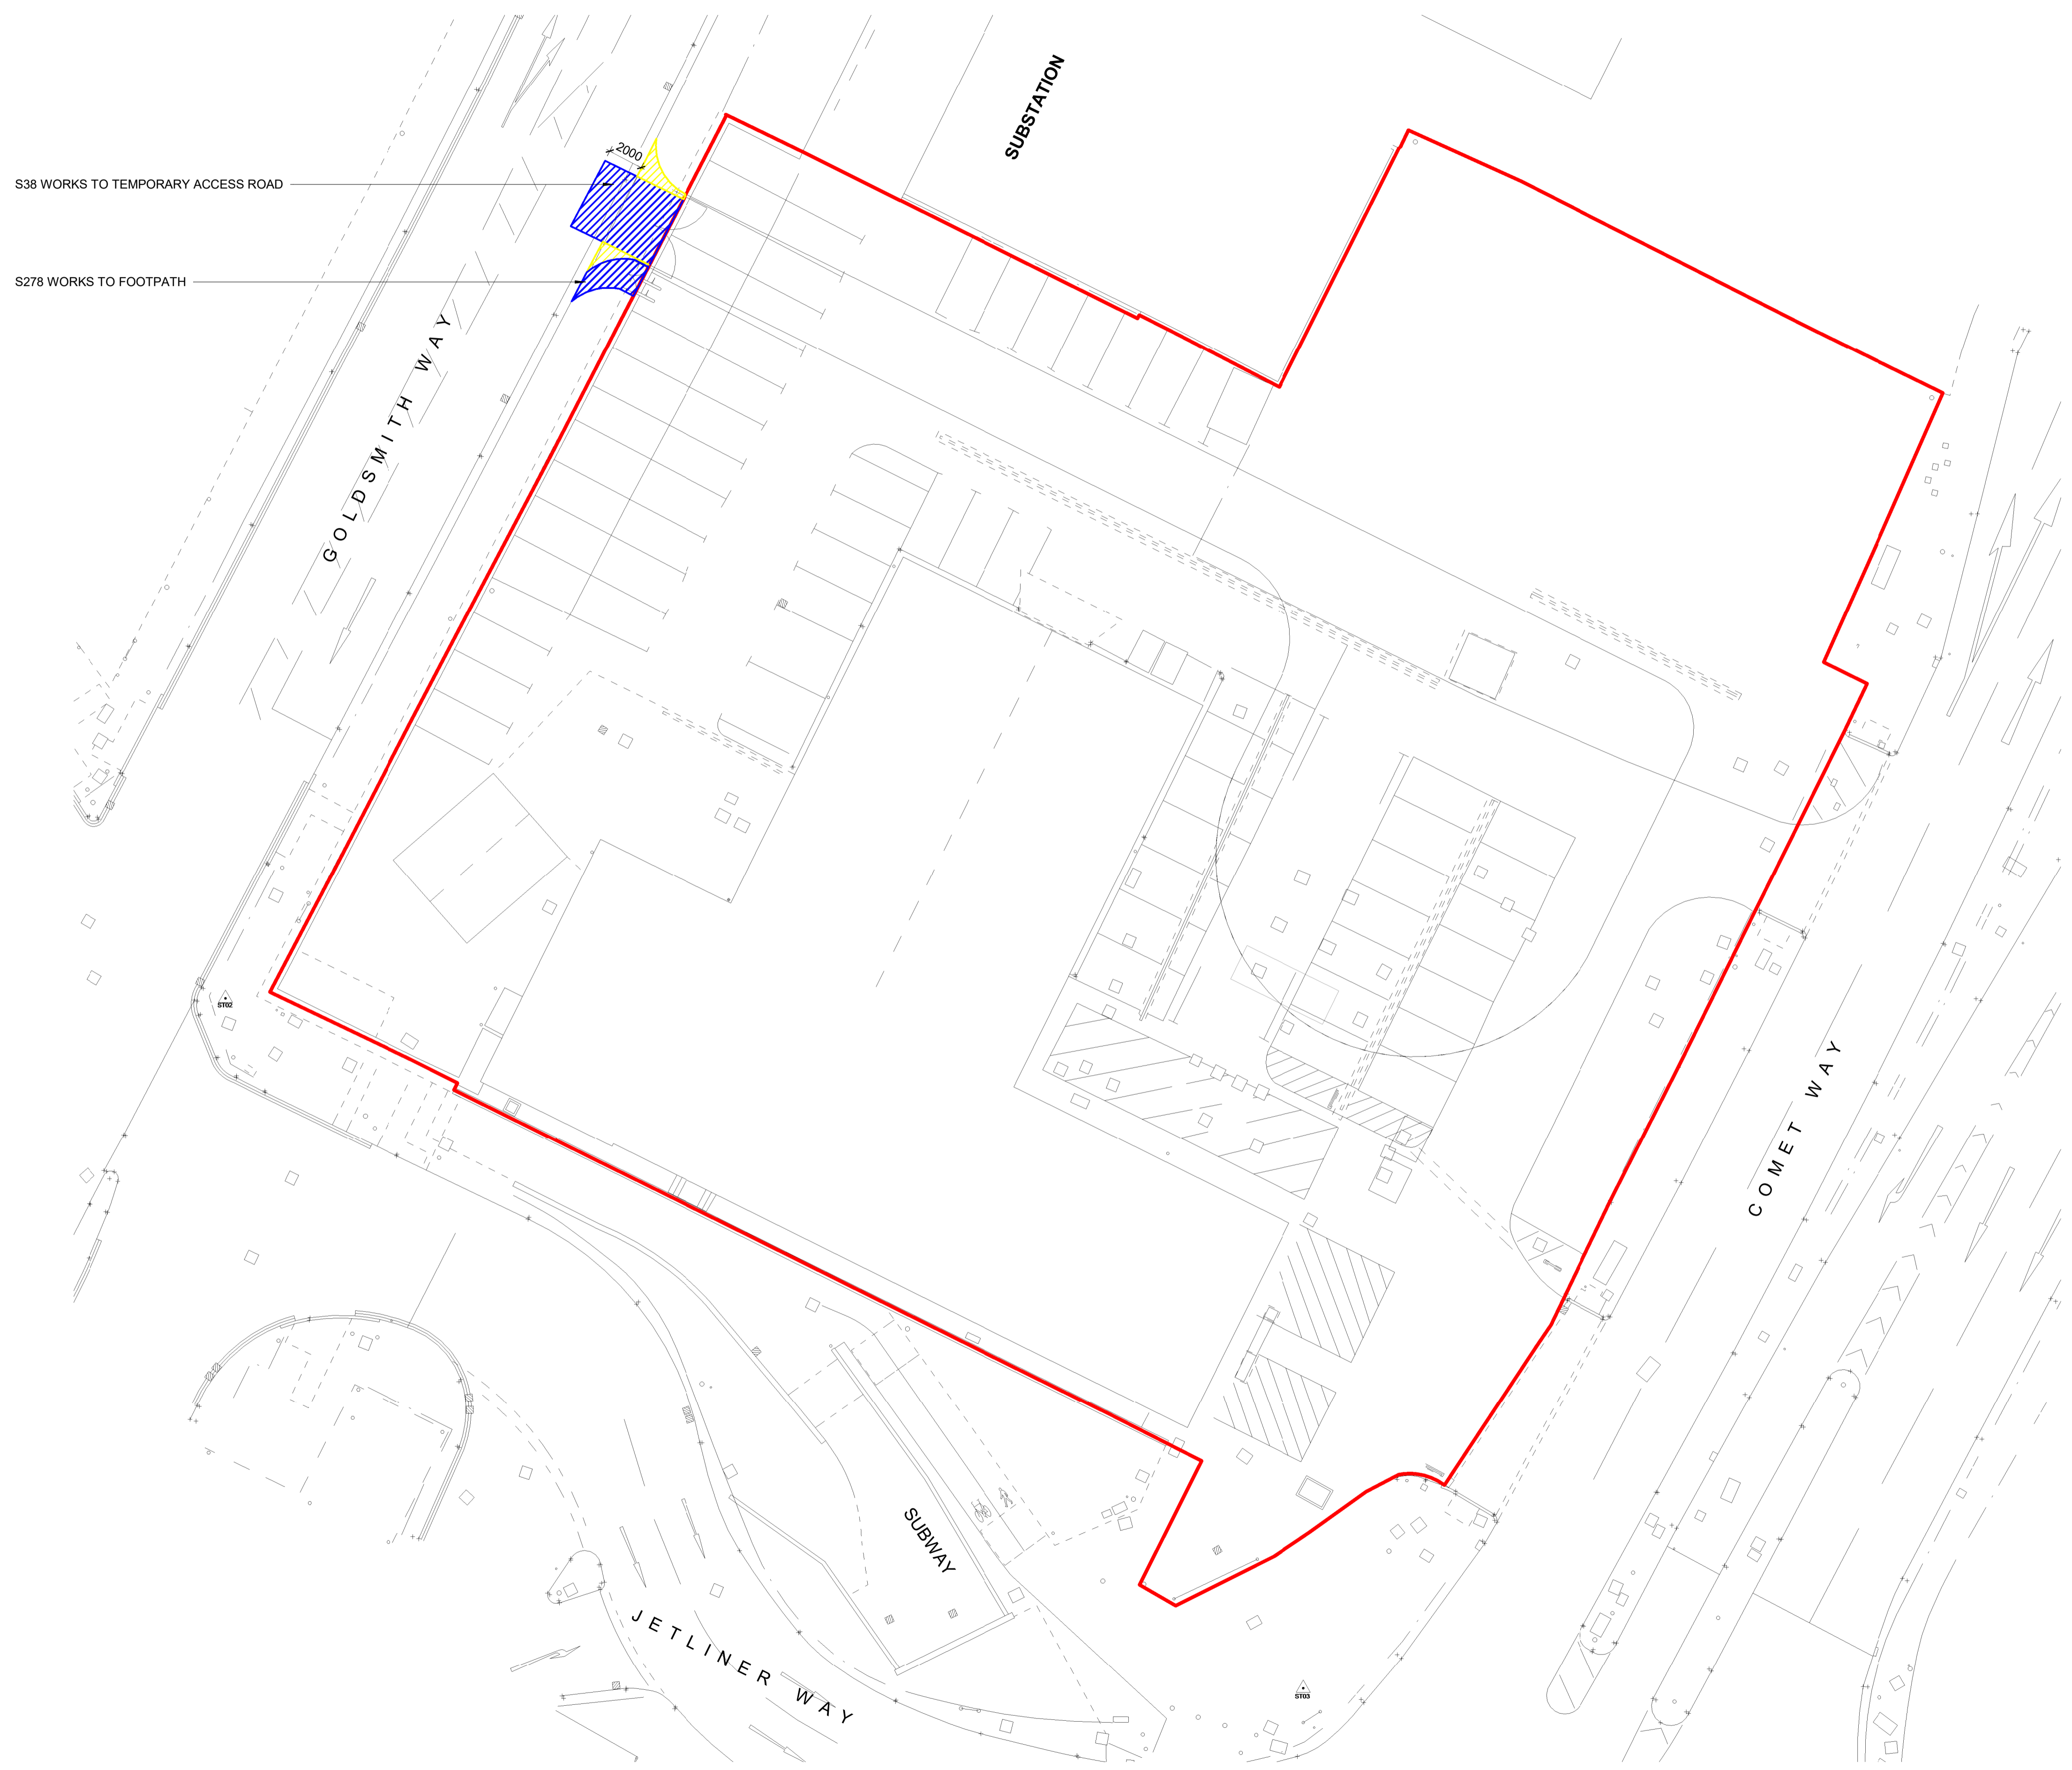 SUBSTATION
2000
S38 WORKS TO TEMPORARY ACCESS ROAD
S278 WORKS TO FOOTPATH
GOLDSMITH WAY
ST02
COMET WAY
SUBWAY
JETLINER WAY
ST03